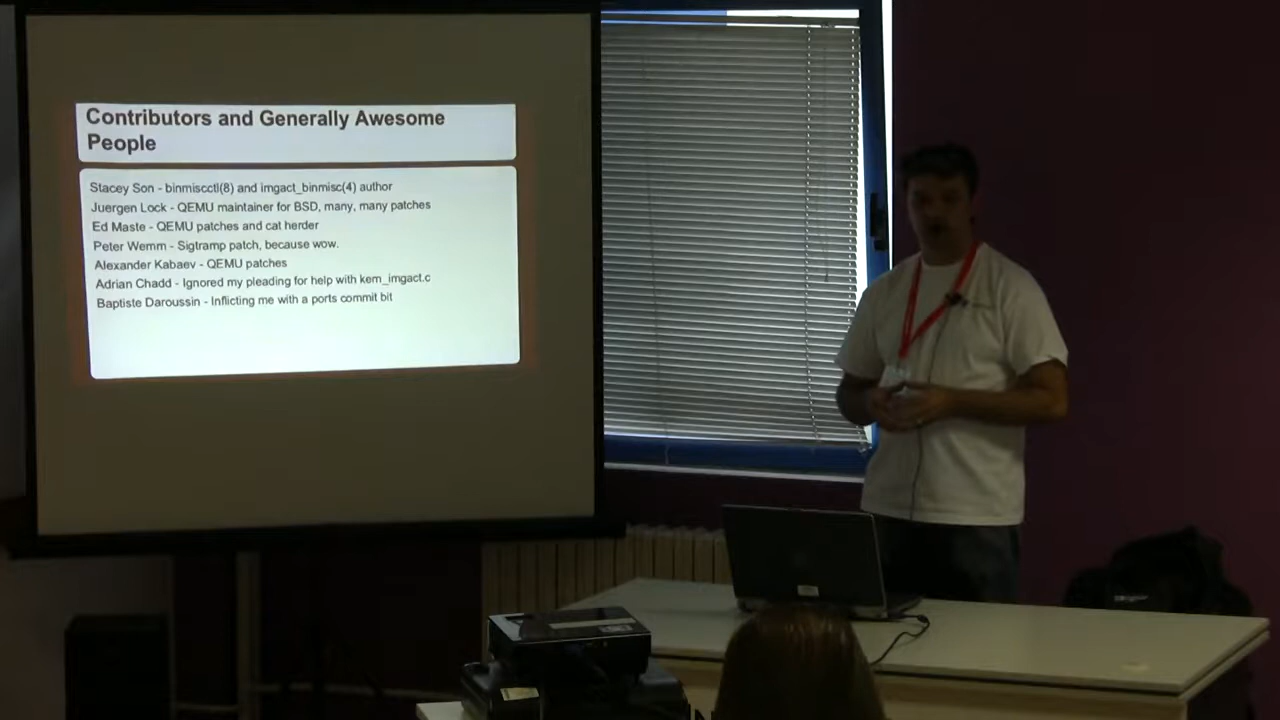 Contributors and Generally Awesome
People
Stacey Son - binmiscctl(8) and imgact_binmisc(4) author
Juergen Lock - QEMU maintainer for BSD, many, many patches
Ed Maste - QEMU patches and cat herder
Peter Wemm - Sigtramp patch, because wow.
Alexander Kabaev - QEMU patches
Adrian Chadd - Ignored my pleading for help with kern_imgact.c
Baptiste Daroussin - Inflicting me with a ports commit bit